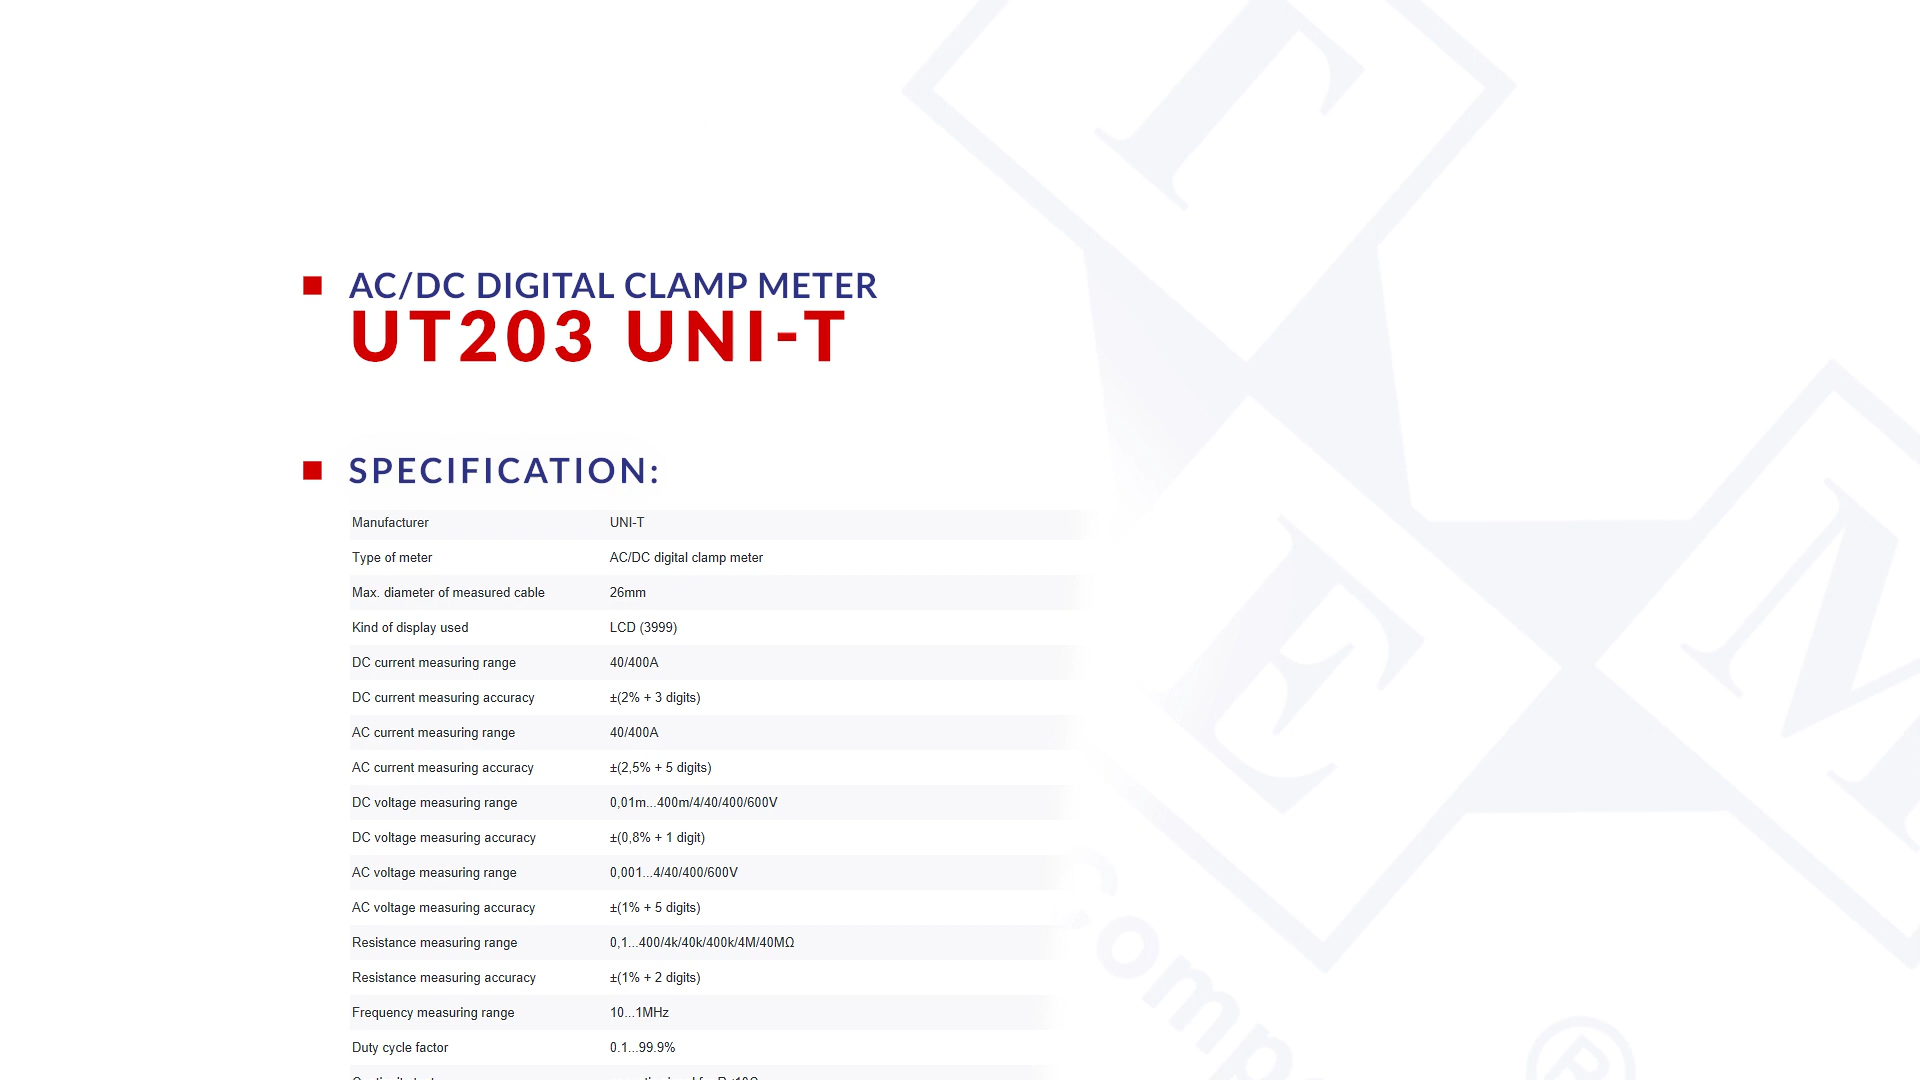 AC/DC DIGITAL CLAMP METER
UT203 UNI-T
SPECIFICATION:
Manufacturer UNI-T
Type of meter AC/DC digital clamp meter
Max. diameter of measured cable 26mm
Kind of display used LCD (3999)
DC current measuring range 40/400A
DC current measuring accuracy ±(2% + 3 digits)
AC current measuring range 40/400A
AC current measuring accuracy ±(2,5% + 5 digits)
DC voltage measuring range 0,01m...400m/4/40/400/600V
DC voltage measuring accuracy ±(0,8% + 1 digit)
AC voltage measuring range 0,001...4/40/400/600V
AC voltage measuring accuracy ±(1% + 5 digits)
Resistance measuring range 0,1...400/4k/40k/400k/4M/40MΩ
Resistance measuring accuracy ±(1% + 2 digits)
Frequency measuring range 10...1MHz
Duty cycle factor 0.1...99.9%
T
E
M
®